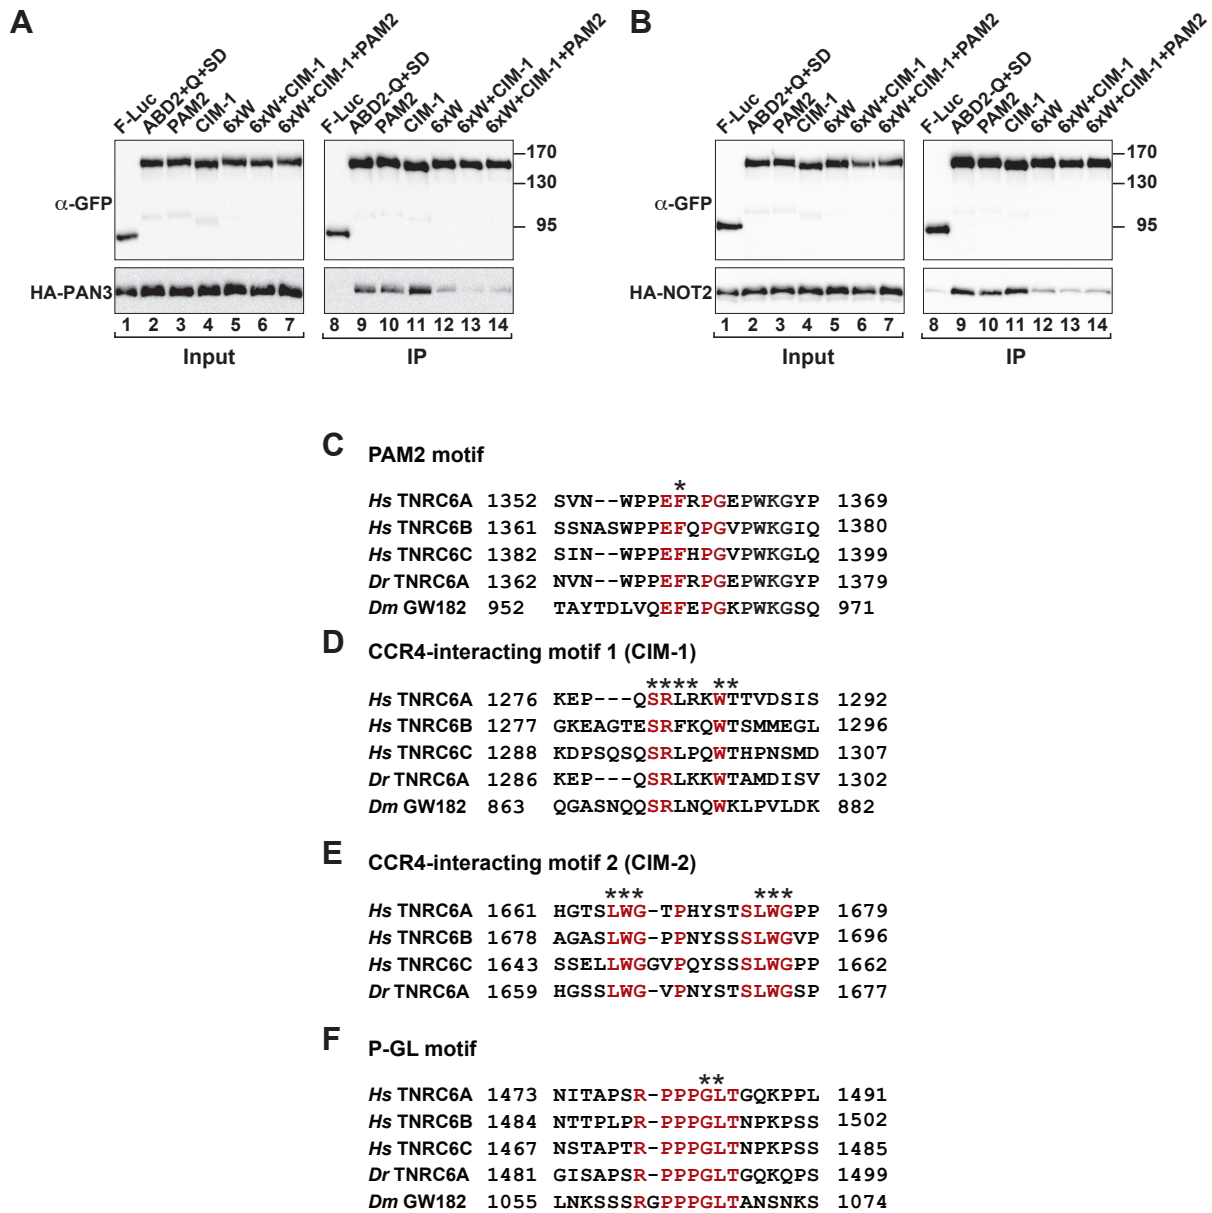 A
F-Luc
ABD2+Q+SD
PAM2
CIM-1
6xW
6xW+CIM-1
6xW+CIM-1+PAM2
F-Luc
ABD2-Q+SD
PAM2
CIM-1
6xW
6xW+CIM-1
6xW+CIM-1+PAM2
α-GFP
170
130
95
HA-PAN3
1 2 3 4 5 6 7 8 9 10 11 12 13 14
Input IP
B
F-Luc
ABD2+Q+SD
PAM2
CIM-1
6xW
6xW+CIM-1
6xW+CIM-1+PAM2
F-Luc
ABD2-Q+SD
PAM2
CIM-1
6xW
6xW+CIM-1
6xW+CIM-1+PAM2
α-GFP
170
130
95
HA-NOT2
1 2 3 4 5 6 7 8 9 10 11 12 13 14
Input IP
C PAM2 motif
*
Hs TNRC6A 1352 SVN--WPPEFRPGEPWKGYP 1369
Hs TNRC6B 1361 SSNASWPPEFQPGVPWKGIQ 1380
Hs TNRC6C 1382 SIN--WPPEFHPGVPWKGLQ 1399
Dr TNRC6A 1362 NVN--WPPEFRPGEPWKGYP 1379
Dm GW182 952 TAYTDLVQEFEPGKPWKGSQ 971
D CCR4-interacting motif 1 (CIM-1)
**** **
Hs TNRC6A 1276 KEP---QSRLRKWTTVDSIS 1292
Hs TNRC6B 1277 GKEAGTESRFKQWTSMMEGL 1296
Hs TNRC6C 1288 KDPSQSQSRLPQWTHPNSMD 1307
Dr TNRC6A 1286 KEP---QSRLKKWTAMDISV 1302
Dm GW182 863 QGASNQQSRLNQWKLPVLDK 882
E CCR4-interacting motif 2 (CIM-2)
*** ***
Hs TNRC6A 1661 HGTSLWG-TPHYSTSLWGPP 1679
Hs TNRC6B 1678 AGASLWG-PPNYSSSLWGVP 1696
Hs TNRC6C 1643 SSELLWGGVPQYSSSLWGPP 1662
Dr TNRC6A 1659 HGSSLWG-VPNYSTSLWGSP 1677
F P-GL motif
**
Hs TNRC6A 1473 NITAPSR-PPPGLTGQKPPL 1491
Hs TNRC6B 1484 NTTPLPR-PPPGLTNPKPSS 1502
Hs TNRC6C 1467 NSTAPTR-PPPGLTNPKPSS 1485
Dr TNRC6A 1481 GISAPSR-PPPGLTGQKQPS 1499
Dm GW182 1055 LNKSSSRGPPPGLTANSNKS 1074